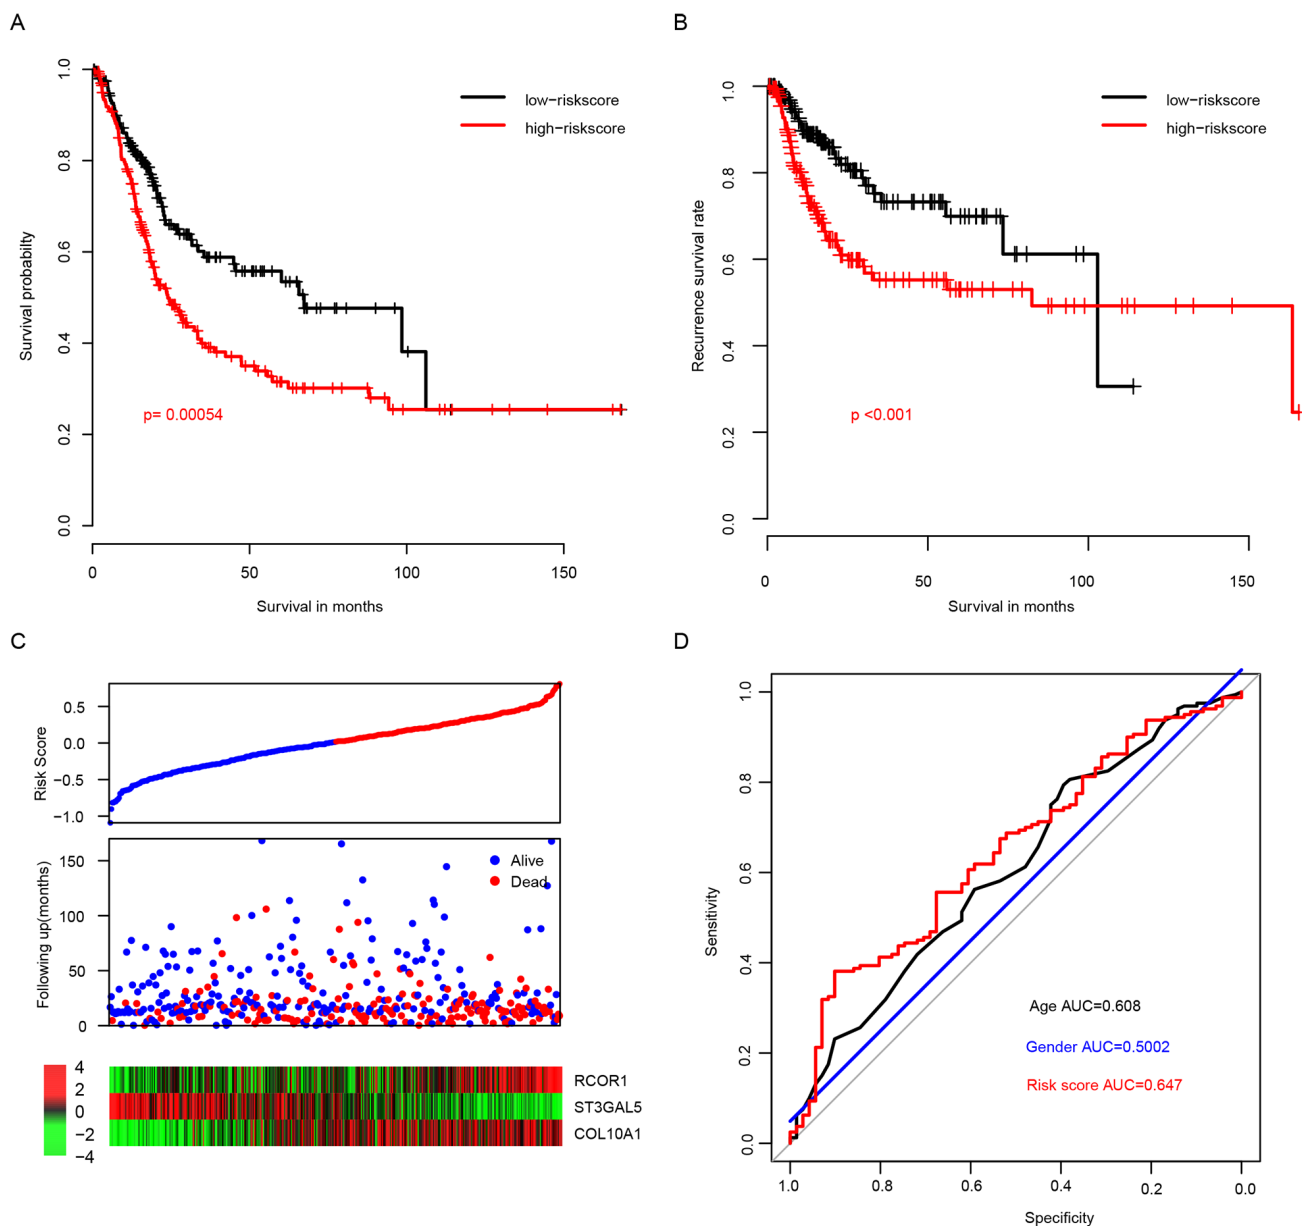 A
1.0
0.8
0.6
0.4
0.2
0.0
Survival probabilty
low-riskscore
high-riskscore
p= 0.00054
0 50 100 150
Survival in months
B
1.0
0.8
0.6
0.4
0.2
0.0
Recurrence survival rate
low-riskscore
high-riskscore
p <0.001
0 50 100 150
Survival in months
C
0.5
0.0
-0.5
-1.0
Risk Score
150
100
50
0
Following up(months)
Alive
Dead
4
2
0
-2
-4
RCOR1
ST3GAL5
COL10A1
D
1.0
0.8
0.6
0.4
0.2
0.0
Sensitivity
Age AUC=0.608
Gender AUC=0.5002
Risk score AUC=0.647
1.0 0.8 0.6 0.4 0.2 0.0
Specificity